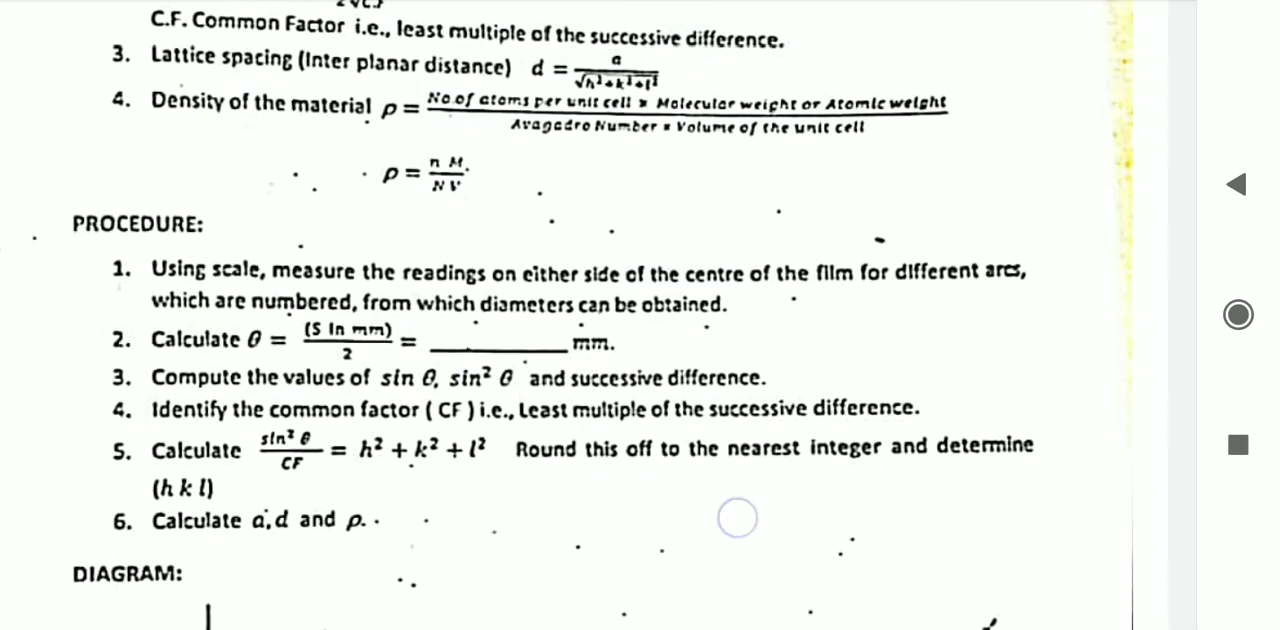 C.F. Common Factor i.e., least multiple of the successive difference.
3. Lattice spacing (Inter planar distance) d = a / √h²+k²+l²
4. Density of the material ρ = No of atoms per unit cell × Molecular weight or Atomic weight / Avagadro Number × Volume of the unit cell
ρ = n M / N V
PROCEDURE:
1. Using scale, measure the readings on either side of the centre of the film for different arcs,
which are numbered, from which diameters can be obtained.
2. Calculate θ = (S in mm) / 2 = __________ mm.
3. Compute the values of sin θ, sin² θ and successive difference.
4. Identify the common factor ( CF ) i.e., Least multiple of the successive difference.
5. Calculate sin² θ / CF = h² + k² + l² Round this off to the nearest integer and determine
(h k l)
6. Calculate a,d and ρ.
DIAGRAM: